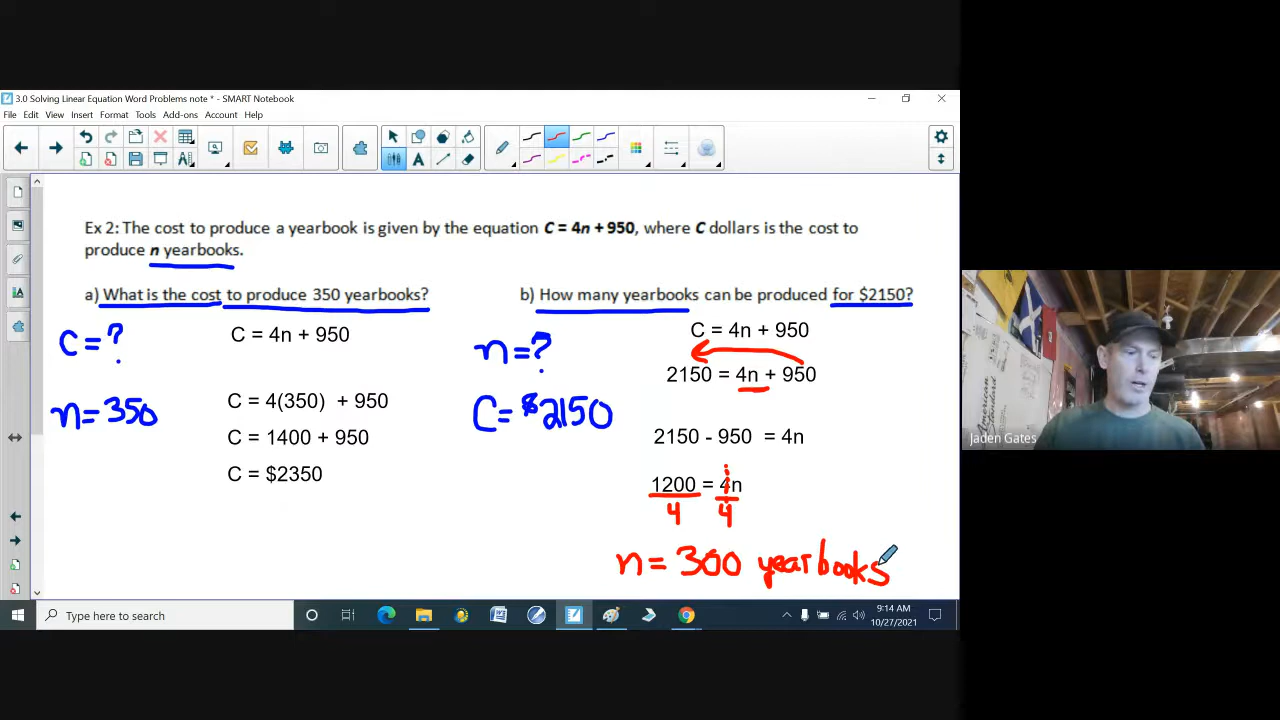 3.0 Solving Linear Equation Word Problems note * - SMART Notebook
File Edit View Insert Format Tools Add-ons Account Help
Ex 2: The cost to produce a yearbook is given by the equation C = 4n + 950, where C dollars is the cost to
produce n yearbooks.
a) What is the cost to produce 350 yearbooks?
C = ?
n = 350
C = 4n + 950
C = 4(350) + 950
C = 1400 + 950
C = $2350
b) How many yearbooks can be produced for $2150?
n = ?
C = $2150
C = 4n + 950
2150 = 4n + 950
2150 - 950 = 4n
1200 = 4n
4 4
n = 300 yearbooks
American Standard
Jaden Gates
Type here to search
9:14 AM
10/27/2021